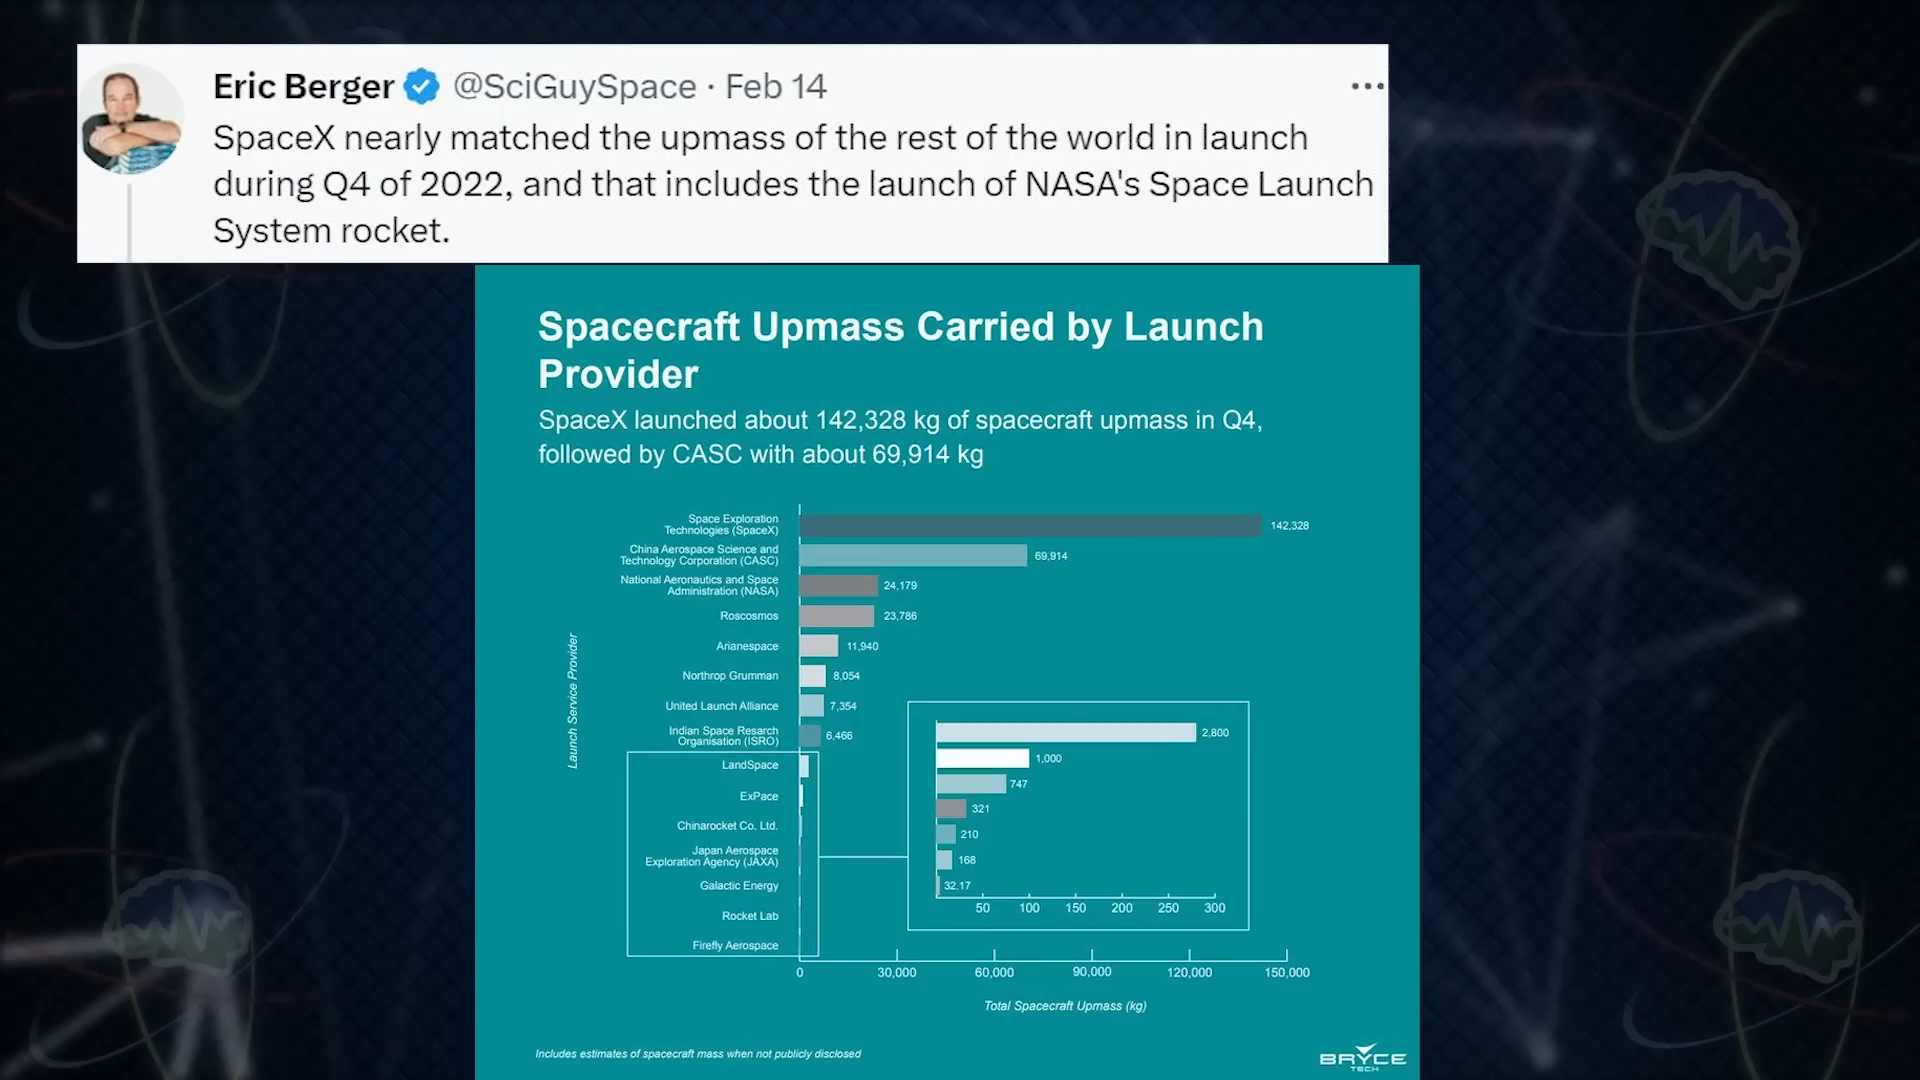 Eric Berger @SciGuySpace · Feb 14
SpaceX nearly matched the upmass of the rest of the world in launch
during Q4 of 2022, and that includes the launch of NASA's Space Launch
System rocket.
Spacecraft Upmass Carried by Launch
Provider
SpaceX launched about 142,328 kg of spacecraft upmass in Q4,
followed by CASC with about 69,914 kg
Launch Service Provider
Space Exploration
Technologies (SpaceX)
142,328
China Aerospace Science and
Technology Corporation (CASC)
69,914
National Aeronautics and Space
Administration (NASA)
24,179
Roscosmos
23,786
Arianespace
11,940
Northrop Grumman
8,054
United Launch Alliance
7,354
Indian Space Resarch
Organisation (ISRO)
6,466
LandSpace
ExPace
Chinarocket Co. Ltd.
Japan Aerospace
Exploration Agency (JAXA)
Galactic Energy
Rocket Lab
Firefly Aerospace
2,800
1,000
747
321
210
168
32.17
50 100 150 200 250 300
0 30,000 60,000 90,000 120,000 150,000
Total Spacecraft Upmass (kg)
Includes estimates of spacecraft mass when not publicly disclosed
BRYCE
TECH